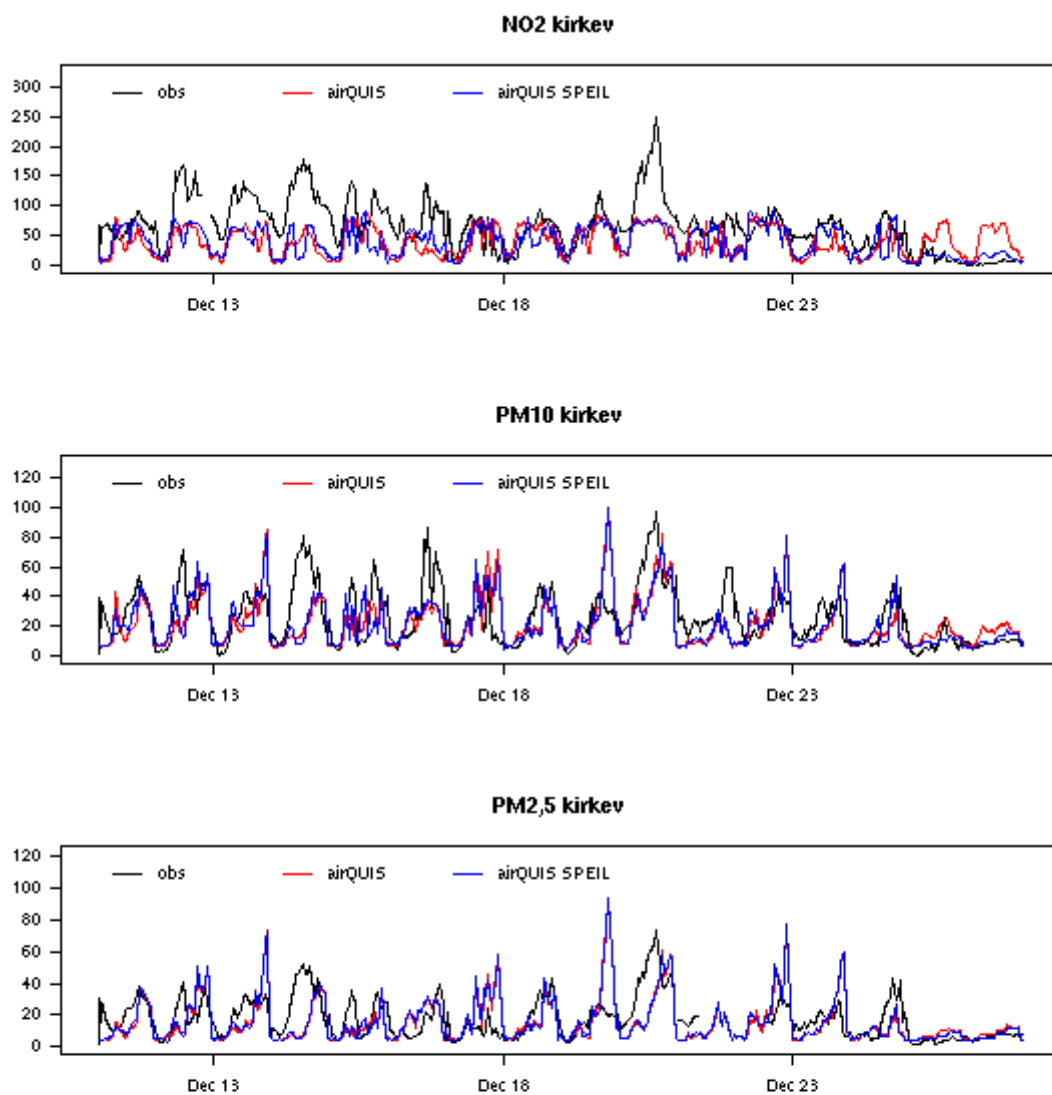 NO2 kirkev
300
250
200
150
100
50
0
obs airQUIS airQUIS SPEIL
Dec 13 Dec 18 Dec 23
PM10 kirkev
120
100
80
60
40
20
0
obs airQUIS airQUIS SPEIL
Dec 13 Dec 18 Dec 23
PM2,5 kirkev
120
100
80
60
40
20
0
obs airQUIS airQUIS SPEIL
Dec 13 Dec 18 Dec 23